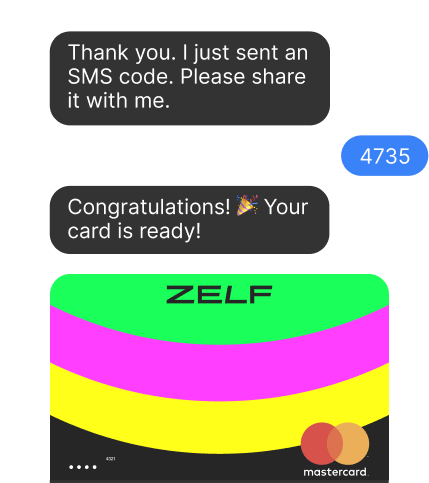 Thank you. I just sent an
SMS code. Please share
it with me.
4735
Congratulations! 🎉 Your
card is ready!
ZELF
•••• 4321
mastercard.